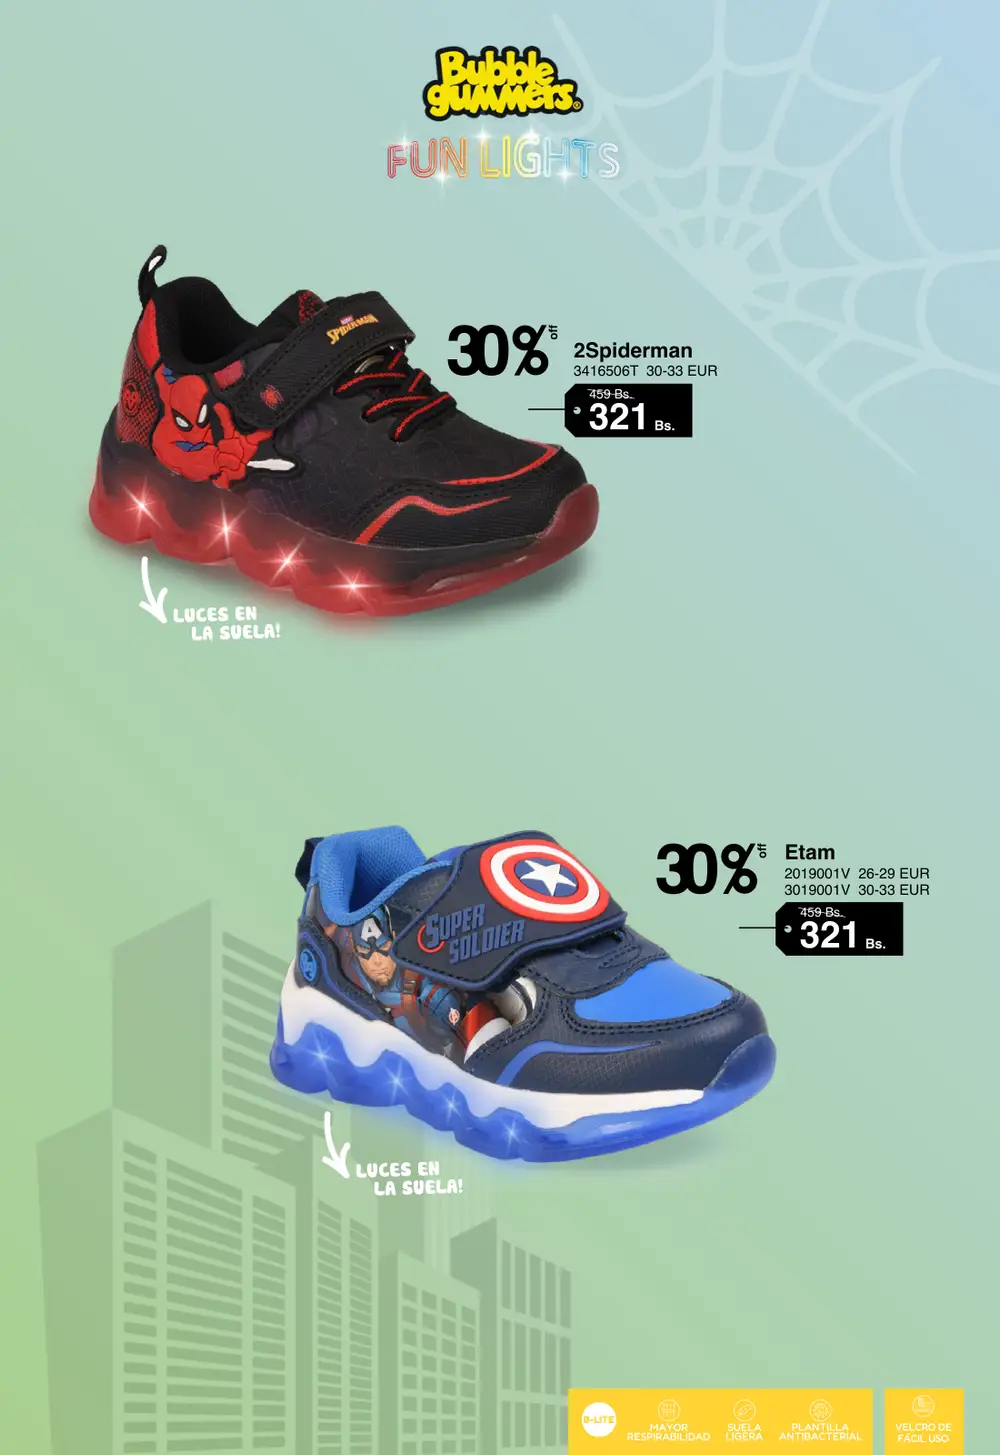 Bubble
gummers®
FUN LIGHTS
SPIDER-MAN
30% off
2Spiderman
3416506T 30-33 EUR
459 Bs.
321 Bs.
LUCES EN
LA SUELA!
30% off
Etam
2019001V 26-29 EUR
3019001V 30-33 EUR
459 Bs.
321 Bs.
SUPER
SOLDIER
LUCES EN
LA SUELA!
B-LITE
MAYOR
RESPIRABILIDAD
SUELA
LIGERA
PLANTILLA
ANTIBACTERIAL
VELCRO DE
FÁCIL USO